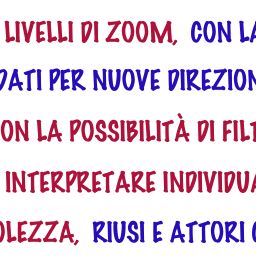 LIVELLI DI ZOOM, CON LA
DATI PER NUOVE DIREZION
ON LA POSSIBILITÀ DI FILT
INTERPRETARE INDIVIDUA
OLEZZA, RIUSI E ATTORI